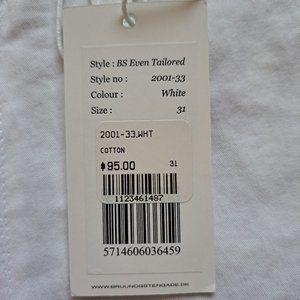 Style : BS Even Tailored
Style no : 2001-33
Colour : White
Size : 31
2001-33.WHT
COTTON
95.00 31
1123461487
5714606036459
WWW.BRUUNOGSTENGADE.DK